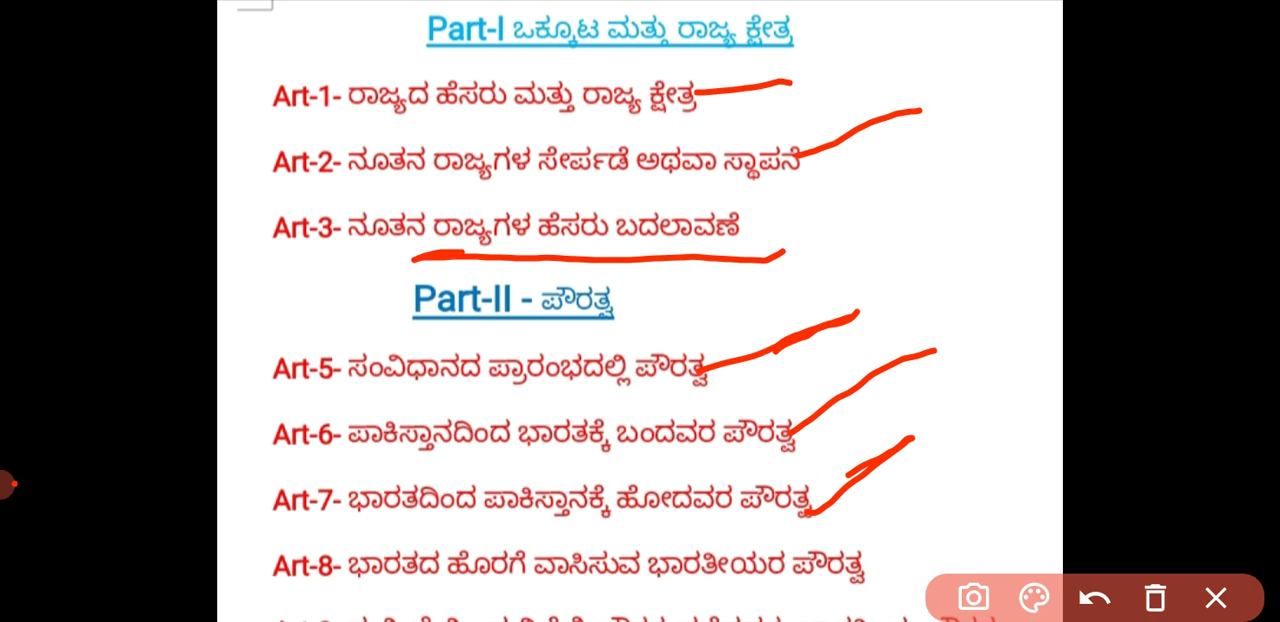 Part-I ಒಕ್ಕೂಟ ಮತ್ತು ರಾಜ್ಯ ಕ್ಷೇತ್ರ
Art-1- ರಾಜ್ಯದ ಹೆಸರು ಮತ್ತು ರಾಜ್ಯ ಕ್ಷೇತ್ರ
Art-2- ನೂತನ ರಾಜ್ಯಗಳ ಸೇರ್ಪಡೆ ಅಥವಾ ಸ್ಥಾಪನೆ
Art-3- ನೂತನ ರಾಜ್ಯಗಳ ಹೆಸರು ಬದಲಾವಣೆ
Part-II - ಪೌರತ್ವ
Art-5- ಸಂವಿಧಾನದ ಪ್ರಾರಂಭದಲ್ಲಿ ಪೌರತ್ವ
Art-6- ಪಾಕಿಸ್ತಾನದಿಂದ ಭಾರತಕ್ಕೆ ಬಂದವರ ಪೌರತ್ವ
Art-7- ಭಾರತದಿಂದ ಪಾಕಿಸ್ತಾನಕ್ಕೆ ಹೋದವರ ಪೌರತ್ವ
Art-8- ಭಾರತದ ಹೊರಗೆ ವಾಸಿಸುವ ಭಾರತೀಯರ ಪೌರತ್ವ